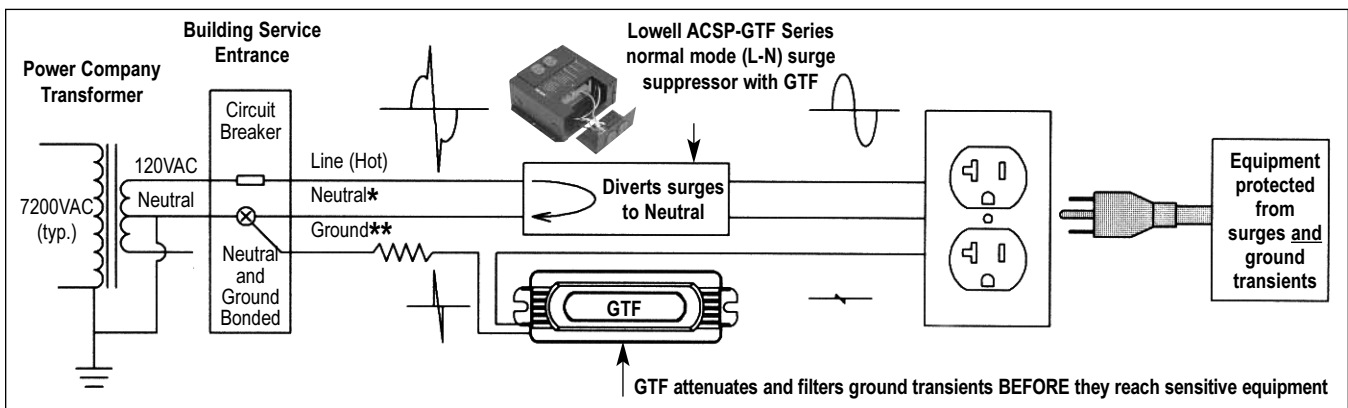 Power Company
Transformer
7200VAC
(typ.)
120VAC
Neutral
Building Service
Entrance
Circuit
Breaker
Neutral
and
Ground
Bonded
Line (Hot)
Neutral*
Ground**
Lowell ACSP-GTF Series
normal mode (L-N) surge
suppressor with GTF
Diverts surges
to Neutral
GTF
GTF attenuates and filters ground transients BEFORE they reach sensitive equipment
Equipment
protected
from
surges and
ground
transients